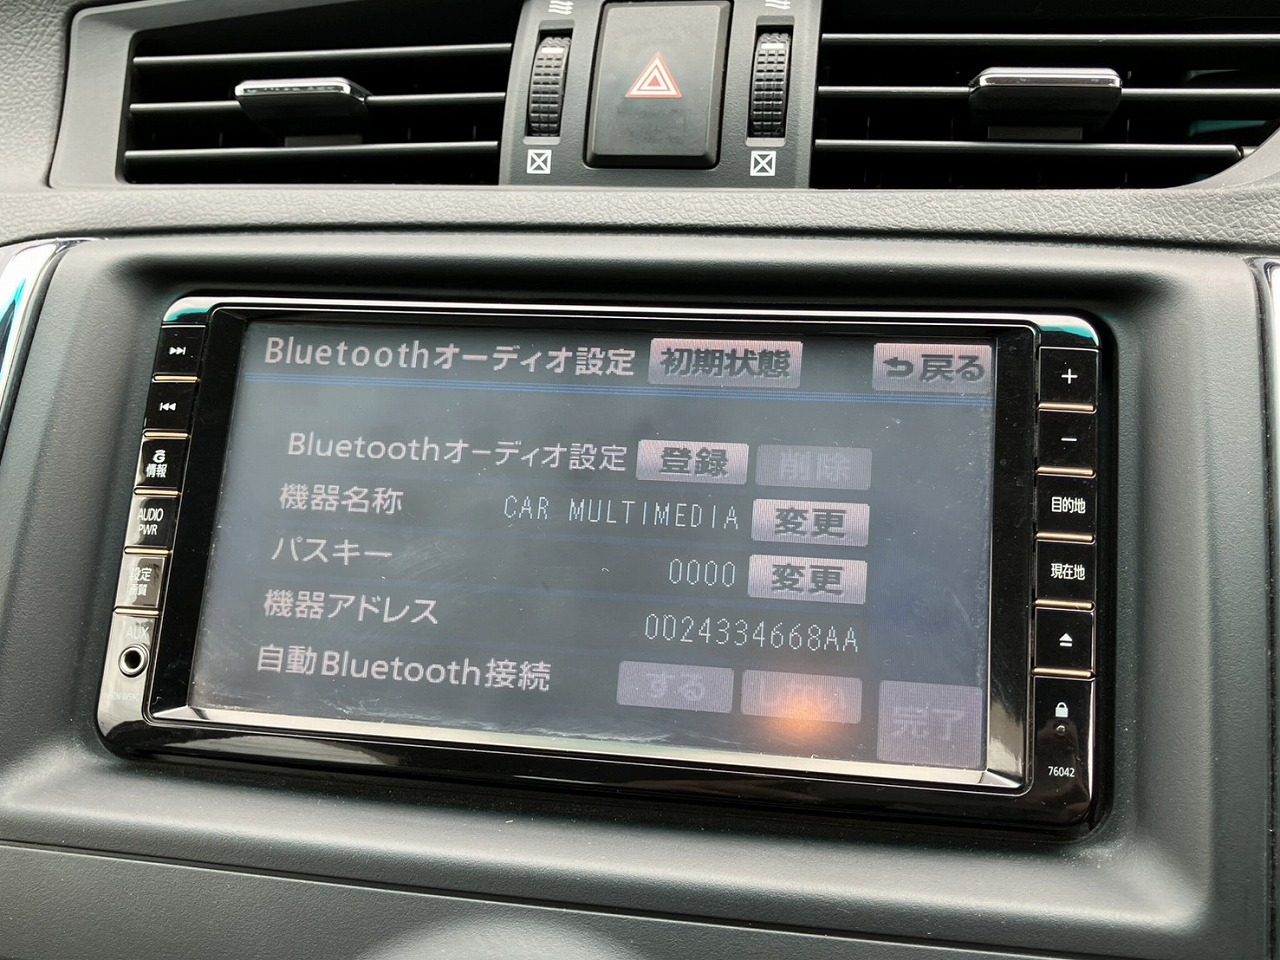 Bluetoothオーディオ設定 初期状態 戻る
Bluetoothオーディオ設定 登録 削除
機器名称 CAR MULTIMEDIA 変更
パスキー 0000 変更
機器アドレス 0024334668AA
自動Bluetooth接続 する しない
完了
G
情報
AUDIO
PWR
設定
画質
AUX
+
-
目的地
現在地
76042